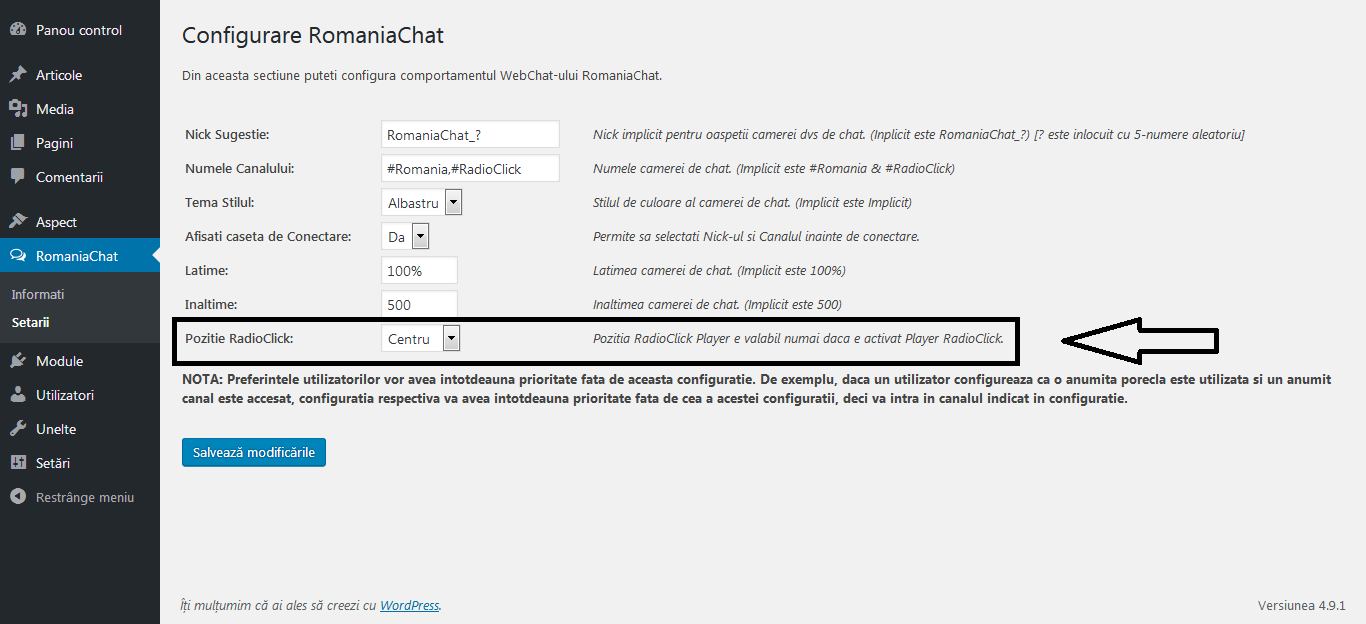 Panou control
Articole
Media
Pagini
Comentarii
Aspect
RomaniaChat
Informati
Setarii
Module
Utilizatori
Unelte
Setări
Restrânge meniu
Configurare RomaniaChat
Din aceasta sectiune puteti configura comportamentul WebChat-ului RomaniaChat.
Nick Sugestie: RomaniaChat_? Nick implicit pentru oaspetii camerei dvs de chat. (Inplicit este RomaniaChat_?) [? este inlocuit cu 5-numere aleatoriu]
Numele Canalului: #Romania,#RadioClick Numele camerei de chat. (Implicit este #Romania & #RadioClick)
Tema Stilul: Albastru Stilul de culoare al camerei de chat. (Implicit este Implicit)
Afisati caseta de Conectare: Da Permite sa selectati Nick-ul si Canalul inainte de conectare.
Latime: 100% Latimea camerei de chat. (Implicit este 100%)
Inaltime: 500 Inaltimea camerei de chat. (Implicit este 500)
Pozitie RadioClick: Centru Pozitia RadioClick Player e valabil numai daca e activat Player RadioClick.
NOTA: Preferintele utilizatorilor vor avea intotdeauna prioritate fata de aceasta configuratie. De exemplu, daca un utilizator configureaza ca o anumita porecla este utilizata si un anumit
canal este accesat, configuratia respectiva va avea intotdeauna prioritate fata de cea a acestei configuratii, deci va intra in canalul indicat in configuratie.
Salvează modificările
Îți mulțumim că ai ales să creezi cu WordPress.
Versiunea 4.9.1